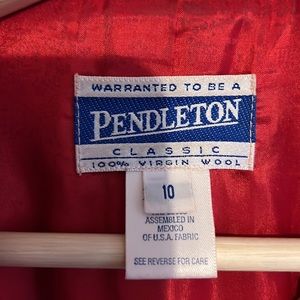 WARRANTED TO BE A
PENDLETON
CLASSIC
100% VIRGIN WOOL
10
ASSEMBLED IN
MEXICO
OF U.S.A. FABRIC
SEE REVERSE FOR CARE